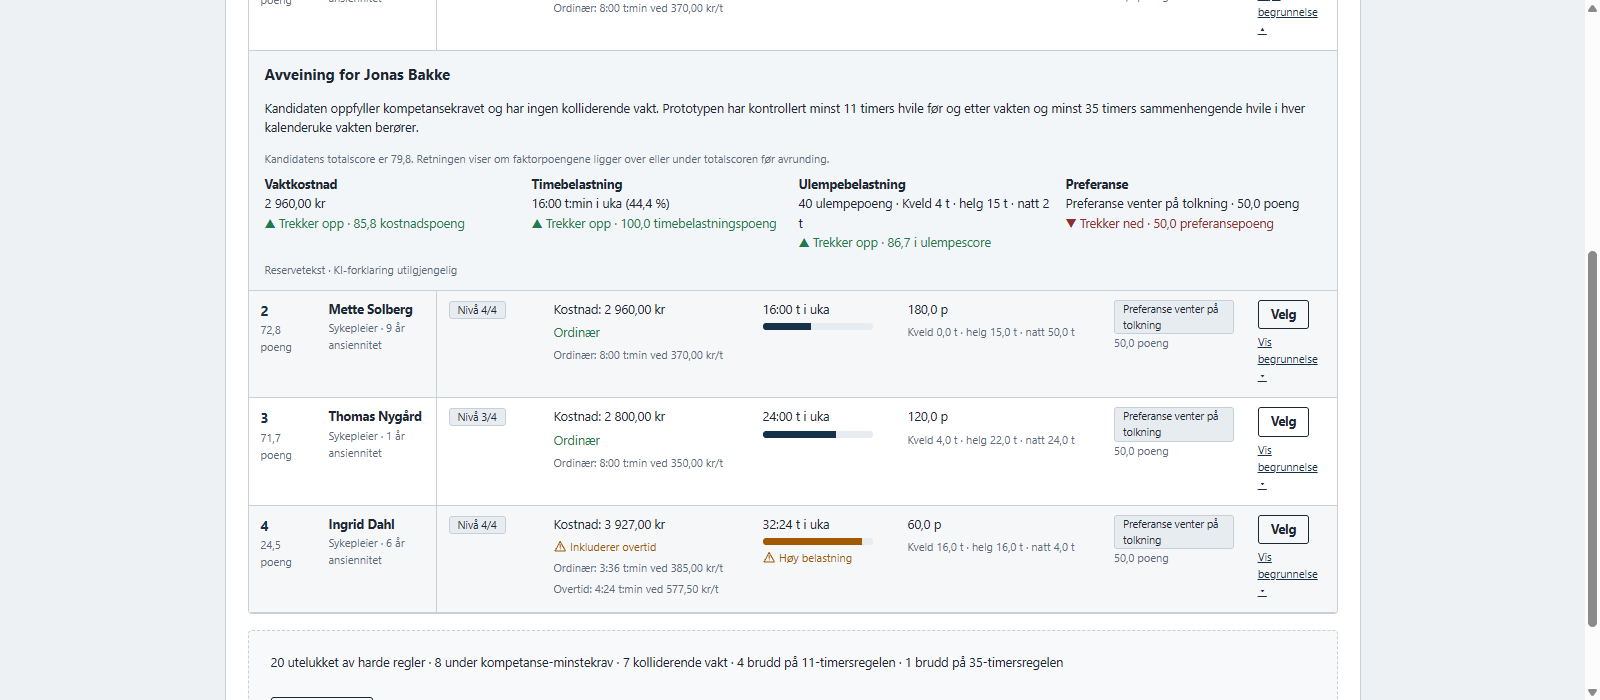 poeng
Ordinær: 8:00 t:min ved 370,00 kr/t
begrunnelse
Avveining for Jonas Bakke
Kandidaten oppfyller kompetansekravet og har ingen kolliderende vakt. Prototypen har kontrollert minst 11 timers hvile før og etter vakten og minst 35 timers sammenhengende hvile i hver
kalenderuke vakten berører.
Kandidatens totalscore er 79,8. Retningen viser om faktorpoengene ligger over eller under totalscoren før avrunding.
Vaktkostnad
2 960,00 kr
▲ Trekker opp · 85,8 kostnadspoeng
Timebelastning
16:00 t:min i uka (44,4 %)
▲ Trekker opp · 100,0 timebelastningspoeng
Ulempebelastning
40 ulempepoeng · Kveld 4 t · helg 15 t · natt 2
t
▲ Trekker opp · 86,7 i ulempescore
Preferanse
Preferanse venter på tolkning · 50,0 poeng
▼ Trekker ned · 50,0 preferansepoeng
Reservetekst · KI-forklaring utilgjengelig
2
72,8
poeng
Mette Solberg
Sykepleier · 9 år
ansiennitet
Nivå 4/4
Kostnad: 2 960,00 kr
Ordinær
Ordinær: 8:00 t:min ved 370,00 kr/t
16:00 t i uka
180,0 p
Kveld 0,0 t · helg 15,0 t · natt 50,0 t
Preferanse venter på
tolkning
50,0 poeng
Velg
Vis
begrunnelse
3
71,7
poeng
Thomas Nygård
Sykepleier · 1 år
ansiennitet
Nivå 3/4
Kostnad: 2 800,00 kr
Ordinær
Ordinær: 8:00 t:min ved 350,00 kr/t
24:00 t i uka
120,0 p
Kveld 4,0 t · helg 22,0 t · natt 24,0 t
Preferanse venter på
tolkning
50,0 poeng
Velg
Vis
begrunnelse
4
24,5
poeng
Ingrid Dahl
Sykepleier · 6 år
ansiennitet
Nivå 4/4
Kostnad: 3 927,00 kr
⚠ Inkluderer overtid
Ordinær: 3:36 t:min ved 385,00 kr/t
Overtid: 4:24 t:min ved 577,50 kr/t
32:24 t i uka
⚠ Høy belastning
60,0 p
Kveld 16,0 t · helg 16,0 t · natt 4,0 t
Preferanse venter på
tolkning
50,0 poeng
Velg
Vis
begrunnelse
20 utelukket av harde regler · 8 under kompetanse-minstekrav · 7 kolliderende vakt · 4 brudd på 11-timersregelen · 1 brudd på 35-timersregelen